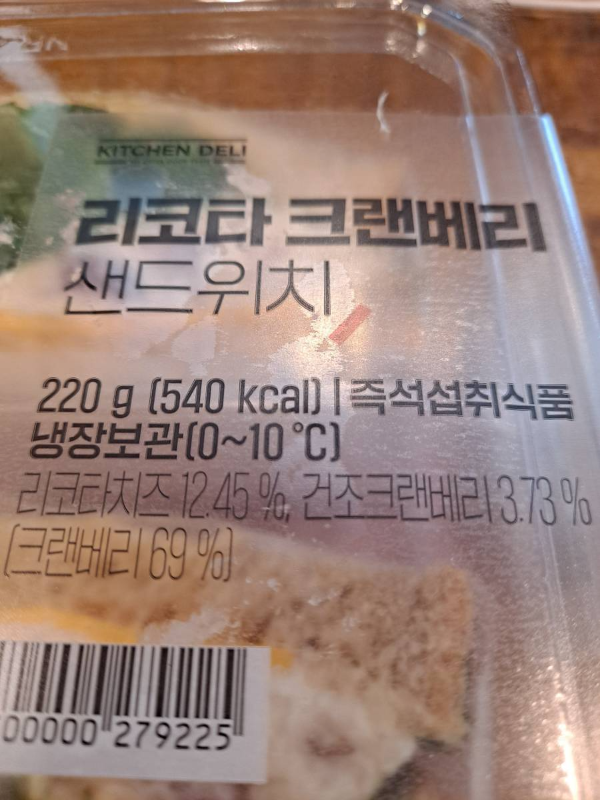 KITCHEN DELI
리코타 크랜베리
샌드위치
220 g (540 kcal) | 즉석섭취식품
냉장보관(0~10 ℃)
리코타치즈 12.45 %, 건조크랜베리 3.73 %
(크랜베리 69 %)
00000 279225